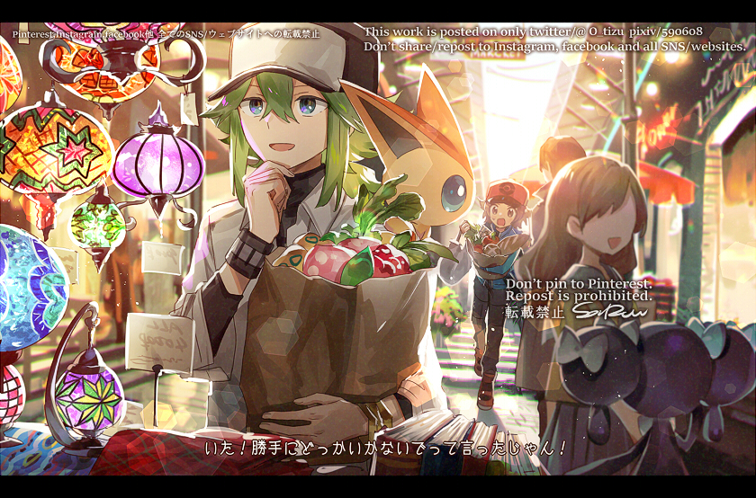 Pinterest,Instagram,facebook他 全てのSNS/ウェブサイトへの転載禁止
This work is posted on only twitter/@ O_tizu pixiv/590608
Don't share/repost to Instagram, facebook and all SNS/websites.
Flower
Don't pin to Pinterest.
Repost is prohibited.
転載禁止
いた！勝手にどっかいかないでって言ったじゃん！